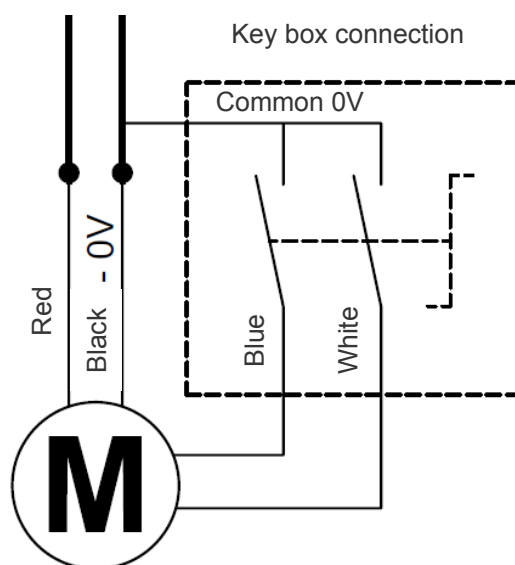 Key box connection
Common 0V
Red
Black
- 0V
Blue
White
M